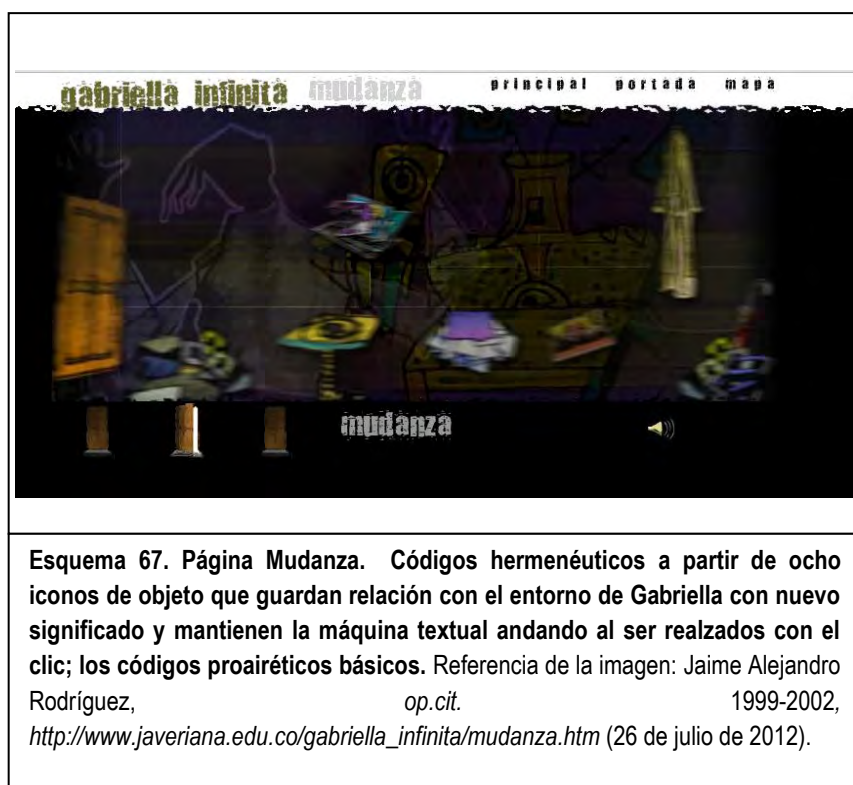 gabriella infinita mudanza principal portada mapa
mudanza
Esquema 67. Página Mudanza. Códigos hermenéuticos a partir de ocho
iconos de objeto que guardan relación con el entorno de Gabriella con nuevo
significado y mantienen la máquina textual andando al ser realzados con el
clic; los códigos proairéticos básicos. Referencia de la imagen: Jaime Alejandro
Rodríguez, op.cit. 1999-2002,
http://www.javeriana.edu.co/gabriella_infinita/mudanza.htm (26 de julio de 2012).